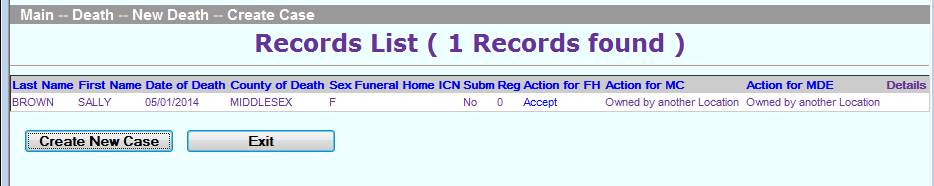 Main -- Death -- New Death -- Create Case
Records List ( 1 Records found )
Last Name First Name Date of Death County of Death Sex Funeral Home ICN Subm Reg Action for FH Action for MC Action for MDE Details
BROWN SALLY 05/01/2014 MIDDLESEX F No 0 Accept Owned by another Location Owned by another Location
Create New Case Exit